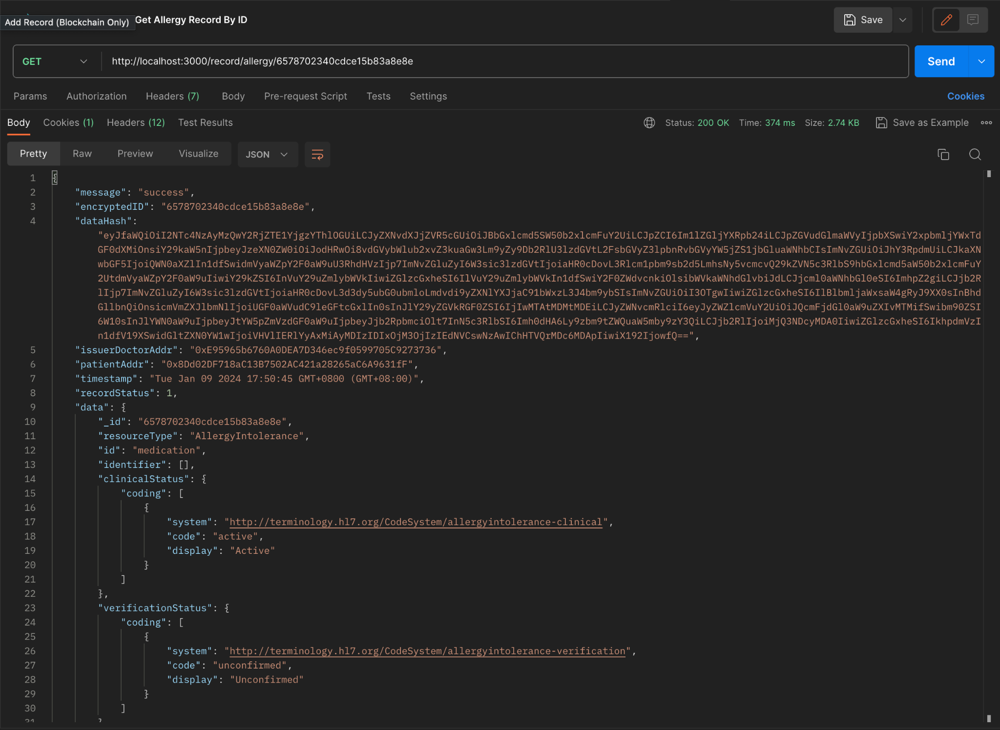 Add Record (Blockchain Only) Get Allergy Record By ID Save
GET http://localhost:3000/record/allergy/6578702340cdce15b83a8e8e Send
Params Authorization Headers (7) Body Pre-request Script Tests Settings Cookies
Body Cookies (1) Headers (12) Test Results Status: 200 OK Time: 374 ms Size: 2.74 KB Save as Example
Pretty Raw Preview Visualize JSON
1 {
2 "message": "success",
3 "encryptedID": "6578702340cdce15b83a8e8e",
4 "dataHash":
"eyJfaWQiOiI2NTc4NzAyMzQwY2RjZTE1YjgzYThlOGUiLCJyZXNvdXJjZVR5cGUiOiJBbGxlcmd5SW50b2xlcmFuY2UiLCJpZCI6Im1lZGljYXRpb24iLCJpZGVudGlmaWVyIjpbXSwiY2xpbmljYWxTd
GF0dXMiOnsiY29kaW5nIjpbeyJzeXN0ZW0iOiJodHRwOi8vdGVybWlub2xvZ3kuaGw3Lm9yZy9Db2RlU3lzdGVtL2FsbGVyZ3lpbnRvbGVyYW5jZS1jbGluaWNhbCIsImNvZGUiOiJhY3RpdmUiLCJkaXN
wbGF5IjoiQWN0aXZlIn1dfSwidmVyaWZpY2F0aW9uU3RhdHVzIjp7ImNvZGluZyI6W3sic3lzdGVtIjoiaHR0cDovL3Rlcm1pbm9sb2d5LmhsNy5vcmcvQ29kZVN5c3RlbS9hbGxlcmd5aW50b2xlcmFuY
2UtdmVyaWZpY2F0aW9uIiwiY29kZSI6InVuY29uZmlybWVkIiwiZGlzcGxheSI6IlVuY29uZmlybWVkIn1dfSwiY2F0ZWdvcnkiOlsibWVkaWNhdGlvbiJdLCJjcml0aWNhbGl0eSI6ImhpZ2giLCJjb2R
lIjp7ImNvZGluZyI6W3sic3lzdGVtIjoiaHR0cDovL3d3dy5ubG0ubmloLmdvdi9yZXNlYXJjaC91bWxzL3J4bm9ybSIsImNvZGUiOiI3OTgwIiwiZGlzcGxheSI6IlBlbmljaWxsaW4gRyJ9XX0sInBhd
GllbnQiOnsicmVmZXJlbmNlIjoiUGF0aWVudC9leGFtcGxlIn0sInJlY29yZGVkRGF0ZSI6IjIwMTAtMDMtMDEiLCJyZWNvcmRlciI6eyJyZWZlcmVuY2UiOiJQcmFjdGl0aW9uZXIvMTMifSwibm90ZSI
6W10sInJlYWN0aW9uIjpbeyJtYW5pZmVzdGF0aW9uIjpbeyJjb2RpbmciOlt7InN5c3RlbSI6Imh0dHA6Ly9zbm9tZWQuaW5mby9zY3QiLCJjb2RlIjoiMjQ3NDcyMDA0IiwiZGlzcGxheSI6IkhpdmVzI
n1dfV19XSwidGltZXN0YW1wIjoiVHVlIERlYyAxMiAyMDIzIDIxOjM3OjIzIEdNVCswNzAwIChHTVQrMDc6MDApIiwiX192IjowfQ==",
5 "issuerDoctorAddr": "0xE95965b6760A0DEA7D346ec9f0599705C9273736",
6 "patientAddr": "0x8Dd02DF718aC13B7502AC421a28265aC6A9631fF",
7 "timestamp": "Tue Jan 09 2024 17:50:45 GMT+0800 (GMT+08:00)",
8 "recordStatus": 1,
9 "data": {
10 "_id": "6578702340cdce15b83a8e8e",
11 "resourceType": "AllergyIntolerance",
12 "id": "medication",
13 "identifier": [],
14 "clinicalStatus": {
15 "coding": [
16 {
17 "system": "http://terminology.hl7.org/CodeSystem/allergyintolerance-clinical",
18 "code": "active",
19 "display": "Active"
20 }
21 ]
22 },
23 "verificationStatus": {
24 "coding": [
25 {
26 "system": "http://terminology.hl7.org/CodeSystem/allergyintolerance-verification",
27 "code": "unconfirmed",
28 "display": "Unconfirmed"
29 }
30 ]